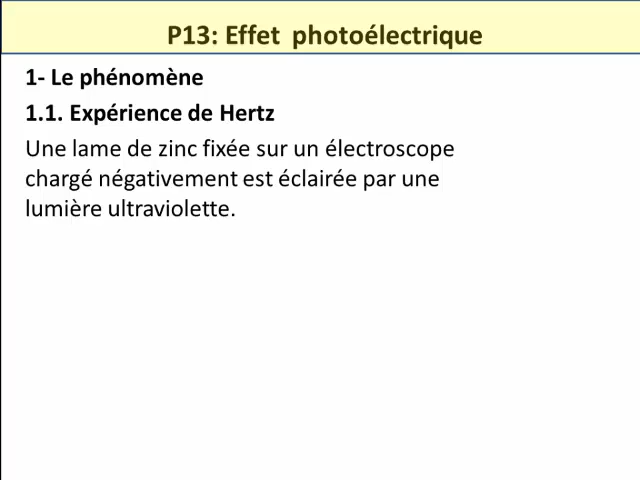 P13: Effet photoélectrique
1- Le phénomène
1.1. Expérience de Hertz
Une lame de zinc fixée sur un électroscope
chargé négativement est éclairée par une
lumière ultraviolette.